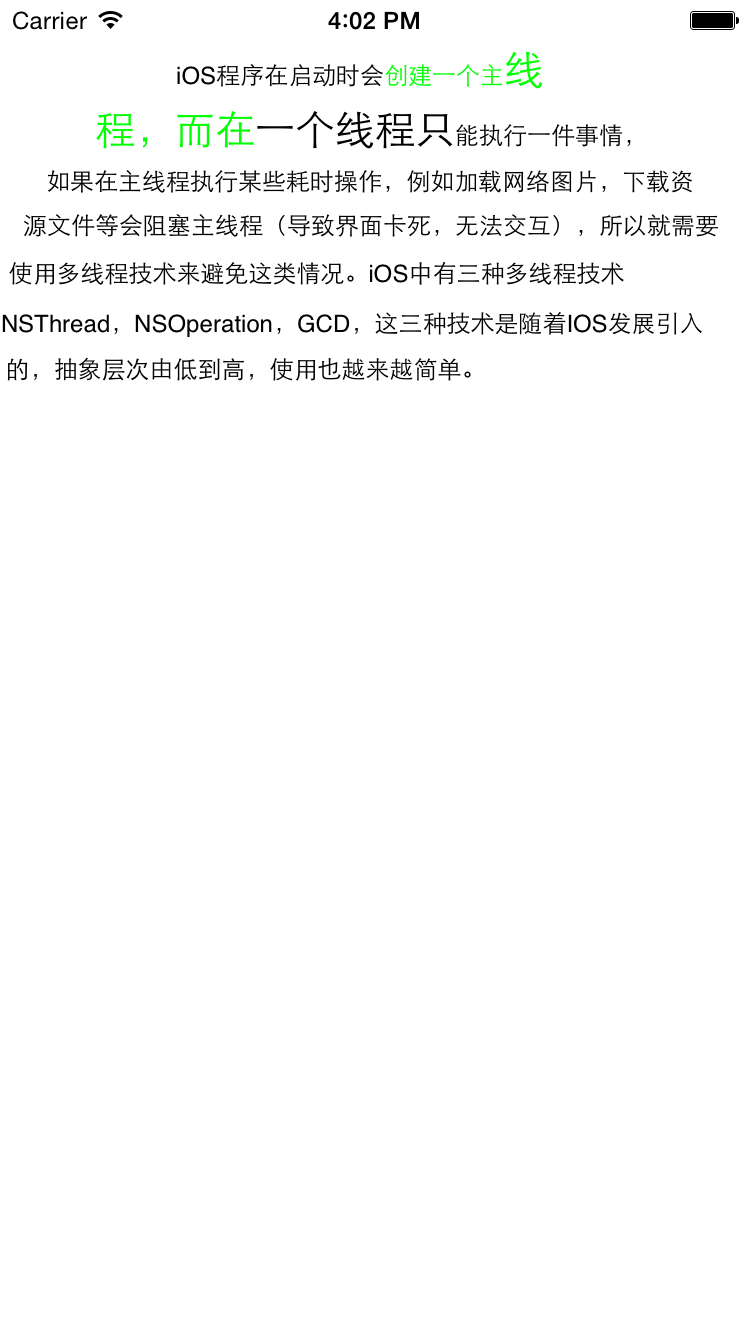 Carrier 4:02 PM
iOS程序在启动时会创建一个主线
程，而在一个线程只能执行一件事情，
如果在主线程执行某些耗时操作，例如加载网络图片，下载资
源文件等会阻塞主线程（导致界面卡死，无法交互），所以就需要
使用多线程技术来避免这类情况。iOS中有三种多线程技术
NSThread，NSOperation，GCD，这三种技术是随着IOS发展引入
的，抽象层次由低到高，使用也越来越简单。